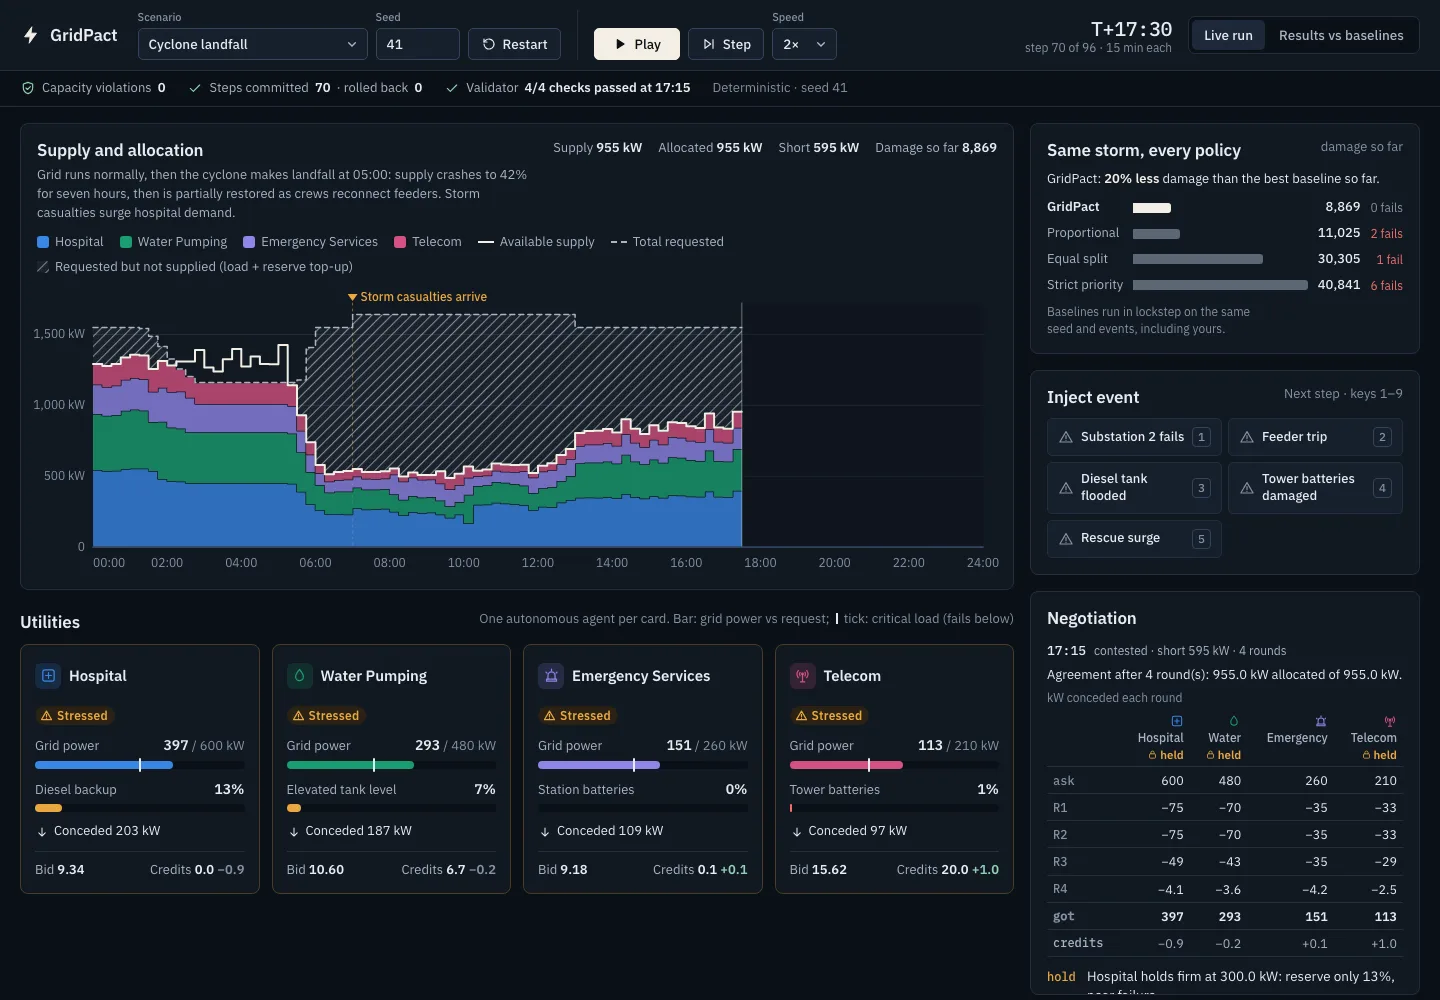 GridPact
Scenario
Cyclone landfall
Seed
41
Restart
Play
Step
Speed
2×
T+17:30
step 70 of 96 · 15 min each
Live run
Results vs baselines
Capacity violations 0
Steps committed 70 · rolled back 0
Validator 4/4 checks passed at 17:15
Deterministic · seed 41
Supply and allocation
Supply 955 kW Allocated 955 kW Short 595 kW Damage so far 8,869
Grid runs normally, then the cyclone makes landfall at 05:00: supply crashes to 42%
for seven hours, then is partially restored as crews reconnect feeders. Storm
casualties surge hospital demand.
Hospital Water Pumping Emergency Services Telecom Available supply Total requested
Requested but not supplied (load + reserve top-up)
Storm casualties arrive
1,500 kW
1,000 kW
500 kW
0
00:00 02:00 04:00 06:00 08:00 10:00 12:00 14:00 16:00 18:00 20:00 22:00 24:00
Utilities
One autonomous agent per card. Bar: grid power vs request; tick: critical load (fails below)
Hospital
Stressed
Grid power 397 / 600 kW
Diesel backup 13%
↓ Conceded 203 kW
Bid 9.34 Credits 0.0 −0.9
Water Pumping
Stressed
Grid power 293 / 480 kW
Elevated tank level 7%
↓ Conceded 187 kW
Bid 10.60 Credits 6.7 −0.2
Emergency Services
Stressed
Grid power 151 / 260 kW
Station batteries 0%
↓ Conceded 109 kW
Bid 9.18 Credits 0.1 +0.1
Telecom
Stressed
Grid power 113 / 210 kW
Tower batteries 1%
↓ Conceded 97 kW
Bid 15.62 Credits 20.0 +1.0
Same storm, every policy
damage so far
GridPact: 20% less damage than the best baseline so far.
GridPact 8,869 0 fails
Proportional 11,025 2 fails
Equal split 30,305 1 fail
Strict priority 40,841 6 fails
Baselines run in lockstep on the same
seed and events, including yours.
Inject event
Next step · keys 1–9
Substation 2 fails 1
Feeder trip 2
Diesel tank
flooded 3
Tower batteries
damaged 4
Rescue surge 5
Negotiation
17:15 contested · short 595 kW · 4 rounds
Agreement after 4 round(s): 955.0 kW allocated of 955.0 kW.
kW conceded each round
Hospital Water Emergency Telecom
held held held
ask 600 480 260 210
R1 −75 −70 −35 −33
R2 −75 −70 −35 −33
R3 −49 −43 −35 −29
R4 −4.1 −3.6 −4.2 −2.5
got 397 293 151 113
credits −0.9 −0.2 +0.1 +1.0
hold Hospital holds firm at 300.0 kW: reserve only 13%,